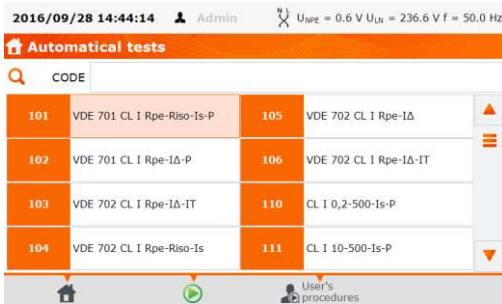 2016/09/28 14:44:14 Admin N L UNPE = 0.6 V ULN = 236.6 V f = 50.0 Hz
Automatical tests
CODE
101 VDE 701 CL I Rpe-Riso-Is-P 105 VDE 702 CL I Rpe-IΔ
102 VDE 701 CL I Rpe-IΔ-P 106 VDE 702 CL I Rpe-IΔ-IT
103 VDE 702 CL I Rpe-IΔ-IT 110 CL I 0,2-500-Is-P
104 VDE 702 CL I Rpe-Riso-Is 111 CL I 10-500-Is-P
User's
procedures